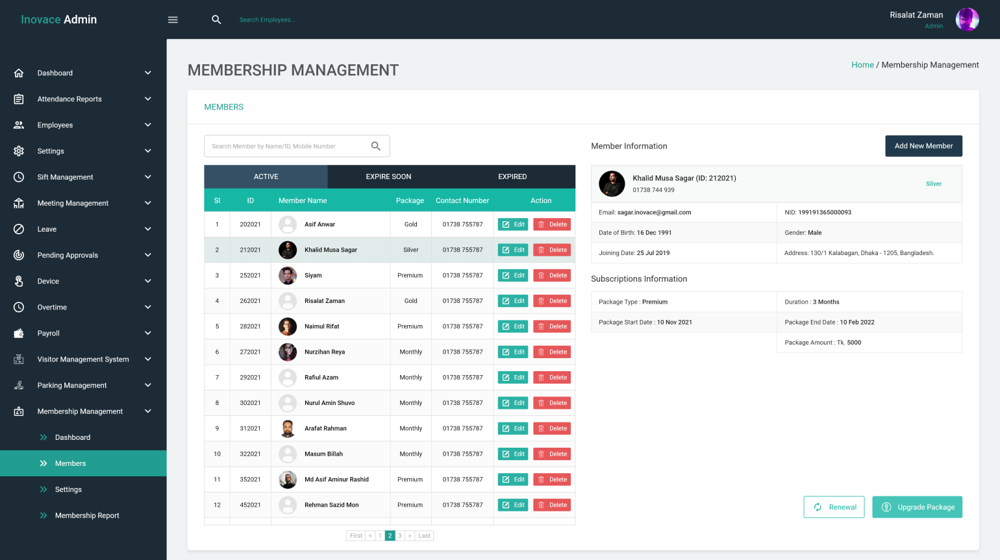 Inovace Admin
Search Employees...
Risalat Zaman
Admin
Dashboard
Attendance Reports
Employees
Settings
Sift Management
Meeting Management
Leave
Pending Approvals
Device
Overtime
Payroll
Visitor Management System
Parking Management
Membership Management
Dashboard
Members
Settings
Membership Report
MEMBERSHIP MANAGEMENT
Home / Membership Management
MEMBERS
Search Member by Name/ID, Mobile Number
ACTIVE EXPIRE SOON EXPIRED
Sl ID Member Name Package Contact Number Action
1 202021 Asif Anwar Gold 01738 755787 Edit Delete
2 212021 Khalid Musa Sagar Silver 01738 755787 Edit Delete
3 252021 Siyam Premium 01738 755787 Edit Delete
4 262021 Risalat Zaman Gold 01738 755787 Edit Delete
5 282021 Naimul Rifat Premium 01738 755787 Edit Delete
6 272021 Nurzihan Reya Monthly 01738 755787 Edit Delete
7 292021 Rafiul Azam Monthly 01738 755787 Edit Delete
8 302021 Nurul Amin Shuvo Monthly 01738 755787 Edit Delete
9 312021 Arafat Rahman Monthly 01738 755787 Edit Delete
10 322021 Masum Billah Monthly 01738 755787 Edit Delete
11 352021 Md Asif Aminur Rashid Premium 01738 755787 Edit Delete
12 452021 Rehman Sazid Mon Premium 01738 755787 Edit Delete
First < 1 2 3 > Last
Member Information
Add New Member
Khalid Musa Sagar (ID: 212021)
01738 744 939
Silver
Email: sagar.inovace@gmail.com NID: 199191365000093
Date of Birth: 16 Dec 1991 Gender: Male
Joining Date: 25 Jul 2019 Address: 130/1 Kalabagan, Dhaka - 1205, Bangladesh.
Subscriptions Information
Package Type : Premium Duration : 3 Months
Package Start Date : 10 Nov 2021 Package End Date : 10 Feb 2022
Package Amount : Tk. 5000
Renewal Upgrade Package